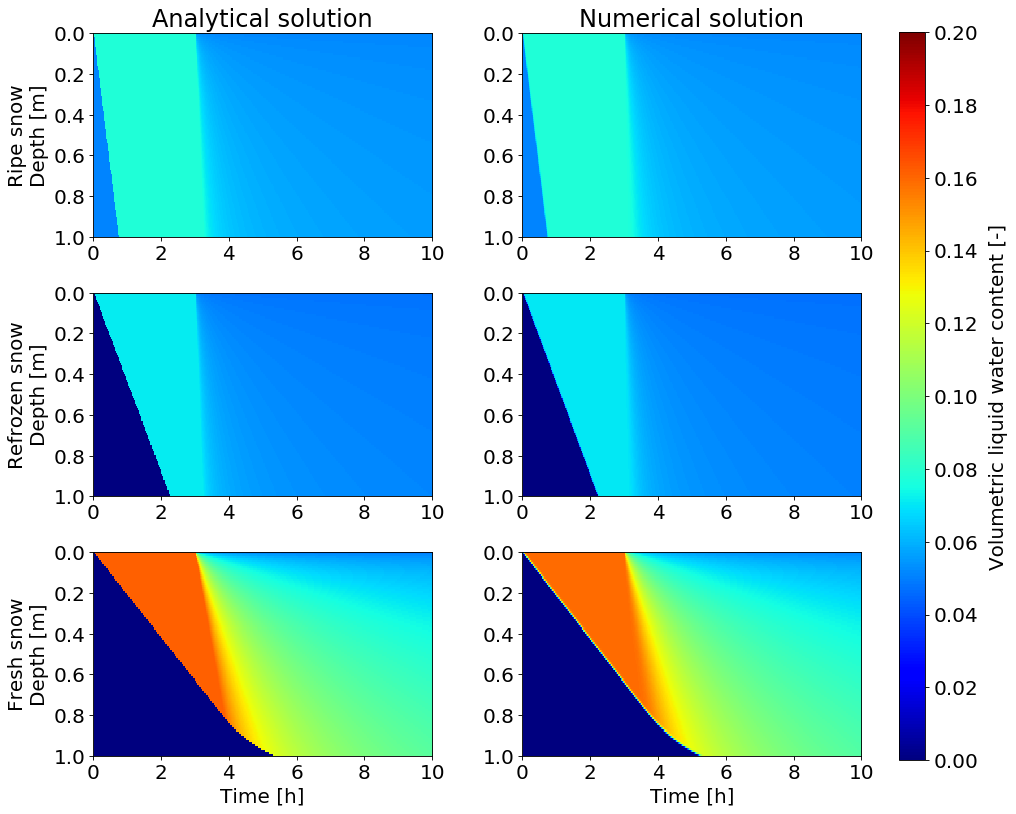 Analytical solution
Numerical solution
Ripe snow
Depth [m]
0.0
0.2
0.4
0.6
0.8
1.0
0 2 4 6 8 10
0.0
0.2
0.4
0.6
0.8
1.0
0 2 4 6 8 10
Refrozen snow
Depth [m]
0.0
0.2
0.4
0.6
0.8
1.0
0 2 4 6 8 10
0.0
0.2
0.4
0.6
0.8
1.0
0 2 4 6 8 10
Fresh snow
Depth [m]
0.0
0.2
0.4
0.6
0.8
1.0
0 2 4 6 8 10
Time [h]
0.0
0.2
0.4
0.6
0.8
1.0
0 2 4 6 8 10
Time [h]
0.20
0.18
0.16
0.14
0.12
0.10
0.08
0.06
0.04
0.02
0.00
Volumetric liquid water content [-]